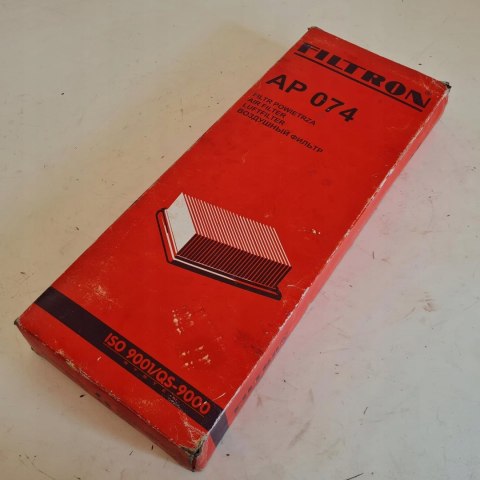 FILTRON
AP 074
FILTR POWIETRZA
AIR FILTER
LUFTFILTER
ВОЗДУШНЫЙ ФИЛЬТР
ISO 9001/QS-9000